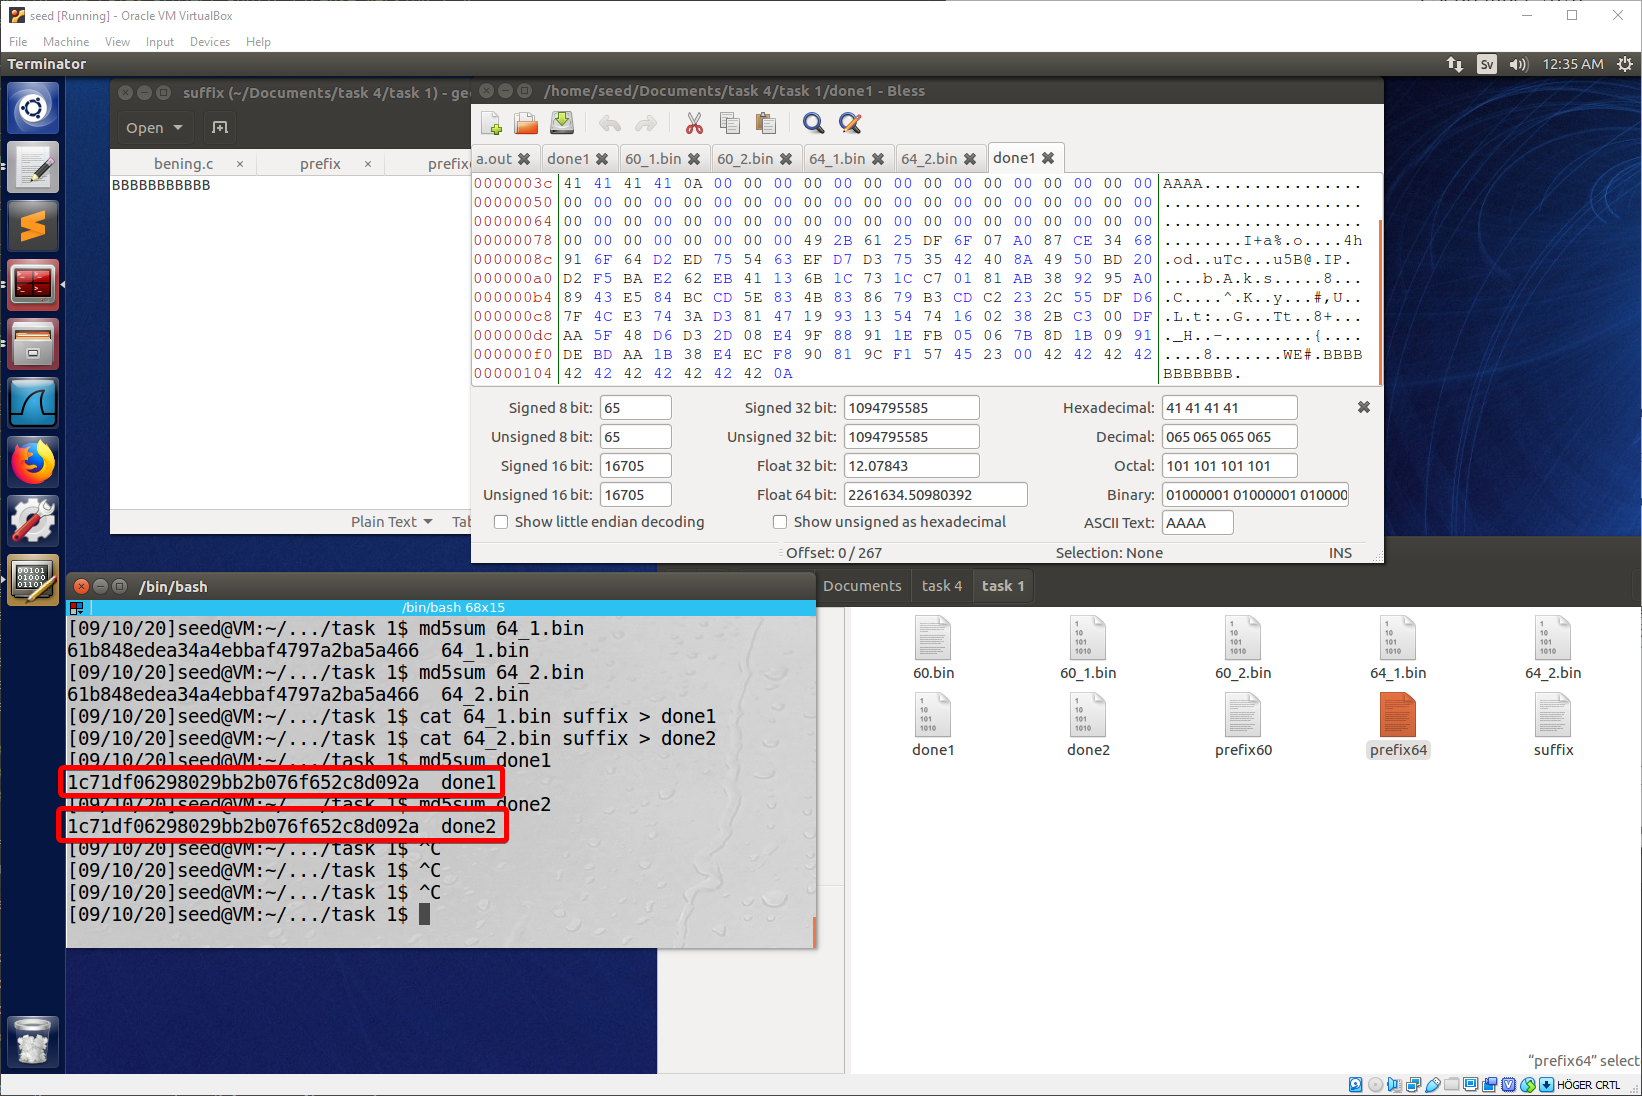 seed [Running] - Oracle VM VirtualBox
File Machine View Input Devices Help
Terminator
Sv 12:35 AM
suffix (~/Documents/task 4/task 1) - ge
Open
bening.c × prefix × prefix
BBBBBBBBBBB
Plain Text Tab
/home/seed/Documents/task 4/task 1/done1 - Bless
a.out done1 60_1.bin 60_2.bin 64_1.bin 64_2.bin done1
0000003c 41 41 41 41 0A 00 00 00 00 00 00 00 00 00 00 00 00 00 00 00 AAAA................
00000050 00 00 00 00 00 00 00 00 00 00 00 00 00 00 00 00 00 00 00 00 ....................
00000064 00 00 00 00 00 00 00 00 00 00 00 00 00 00 00 00 00 00 00 00 ....................
00000078 00 00 00 00 00 00 00 00 49 2B 61 25 DF 6F 07 A0 87 CE 34 68 ........I+a%.o....4h
0000008c 91 6F 64 D2 ED 75 54 63 EF D7 D3 75 35 42 40 8A 49 50 BD 20 .od..uTc...u5B@.IP.
000000a0 D2 F5 BA E2 62 EB 41 13 6B 1C 73 1C C7 01 81 AB 38 92 95 A0 ....b.A.k.s.....8...
000000b4 89 43 E5 84 BC CD 5E 83 4B 83 86 79 B3 CD C2 23 2C 55 DF D6 .C....^.K..y...#,U..
000000c8 7F 4C E3 74 3A D3 81 47 19 93 13 54 74 16 02 38 2B C3 00 DF .L.t:..G...Tt..8+...
000000dc AA 5F 48 D6 D3 2D 08 E4 9F 88 91 1E FB 05 06 7B 8D 1B 09 91 ._H..-.........{....
000000f0 DE BD AA 1B 38 E4 EC F8 90 81 9C F1 57 45 23 00 42 42 42 42 ....8.......WE#.BBBB
00000104 42 42 42 42 42 42 42 0A BBBBBBB.
Signed 8 bit: 65 Signed 32 bit: 1094795585 Hexadecimal: 41 41 41 41
Unsigned 8 bit: 65 Unsigned 32 bit: 1094795585 Decimal: 065 065 065 065
Signed 16 bit: 16705 Float 32 bit: 12.07843 Octal: 101 101 101 101
Unsigned 16 bit: 16705 Float 64 bit: 2261634.50980392 Binary: 01000001 01000001 010000
Show little endian decoding Show unsigned as hexadecimal ASCII Text: AAAA
Offset: 0 / 267 Selection: None INS
/bin/bash
/bin/bash 68x15
[09/10/20]seed@VM:~/.../task 1$ md5sum 64_1.bin
61b848edea34a4ebbaf4797a2ba5a466  64_1.bin
[09/10/20]seed@VM:~/.../task 1$ md5sum 64_2.bin
61b848edea34a4ebbaf4797a2ba5a466  64_2.bin
[09/10/20]seed@VM:~/.../task 1$ cat 64_1.bin suffix > done1
[09/10/20]seed@VM:~/.../task 1$ cat 64_2.bin suffix > done2
[09/10/20]seed@VM:~/.../task 1$ md5sum done1
1c71df06298029bb2b076f652c8d092a  done1
[09/10/20]seed@VM:~/.../task 1$ md5sum done2
1c71df06298029bb2b076f652c8d092a  done2
[09/10/20]seed@VM:~/.../task 1$ ^C
[09/10/20]seed@VM:~/.../task 1$ ^C
[09/10/20]seed@VM:~/.../task 1$ ^C
[09/10/20]seed@VM:~/.../task 1$
Documents task 4 task 1
60.bin 60_1.bin 60_2.bin 64_1.bin 64_2.bin
done1 done2 prefix60 prefix64 suffix
“prefix64” select
HÖGER CRTL